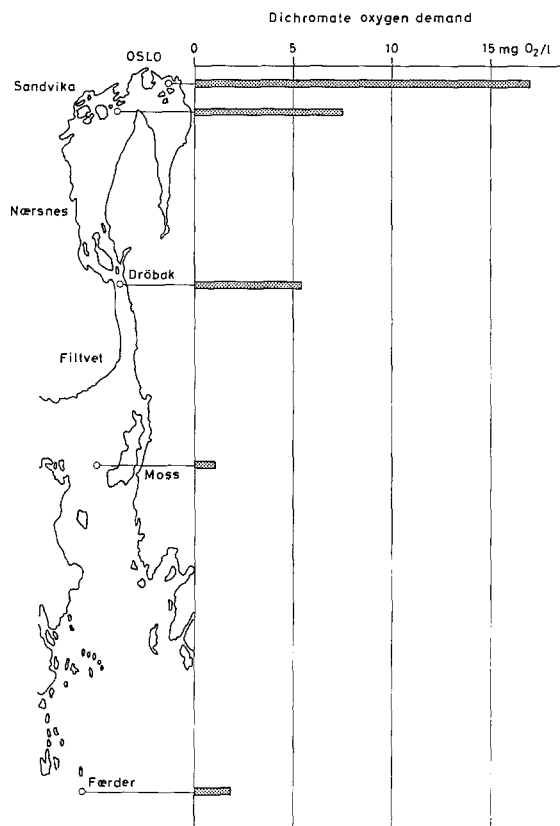 Dichromate oxygen demand
OSLO
0 5 10 15 mg O₂/l
Sandvika
Nærsnes
Dröbak
Filtvet
Moss
Færder